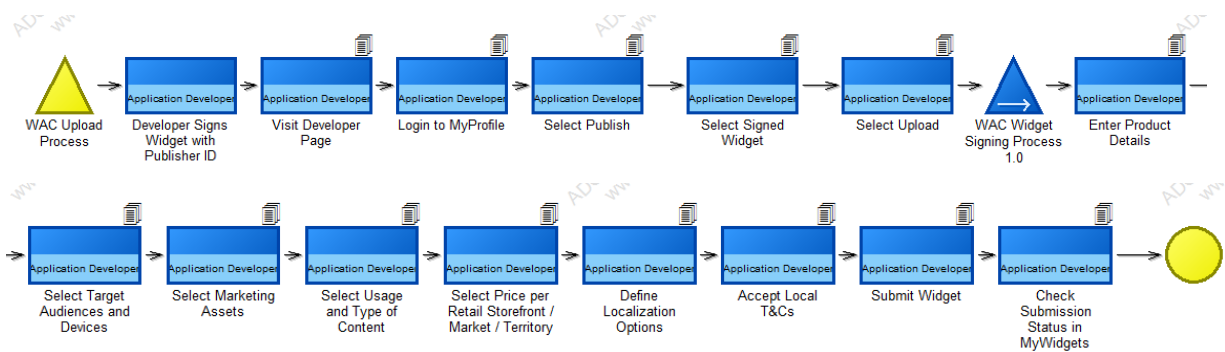 Application Developer
Application Developer
Application Developer
Application Developer
Application Developer
Application Developer
Application Developer
WAC Upload
Process
Developer Signs
Widget with
Publisher ID
Visit Developer
Page
Login to MyProfile
Select Publish
Select Signed
Widget
Select Upload
WAC Widget
Signing Process
1.0
Enter Product
Details
Application Developer
Application Developer
Application Developer
Application Developer
Application Developer
Application Developer
Application Developer
Application Developer
Select Target
Audiences and
Devices
Select Marketing
Assets
Select Usage
and Type of
Content
Select Price per
Retail Storefront /
Market / Territory
Define
Localization
Options
Accept Local
T&Cs
Submit Widget
Check
Submission
Status in
MyWidgets